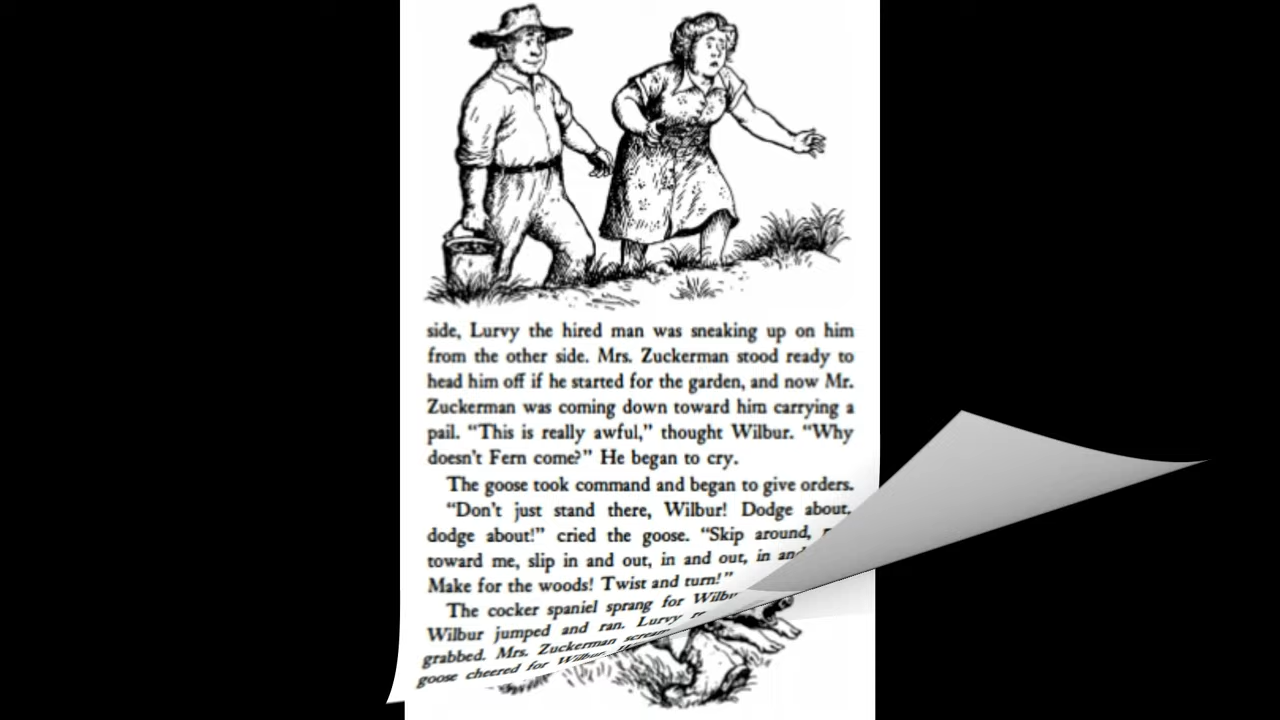 side, Lurvy the hired man was sneaking up on him
from the other side. Mrs. Zuckerman stood ready to
head him off if he started for the garden, and now Mr.
Zuckerman was coming down toward him carrying a
pail. “This is really awful,” thought Wilbur. “Why
doesn’t Fern come?” He began to cry.
The goose took command and began to give orders.
“Don’t just stand there, Wilbur! Dodge about,
dodge about!” cried the goose. “Skip around,
toward me, slip in and out, in and out, in and
Make for the woods! Twist and turn!”
The cocker spaniel sprang for
Wilbur jumped and ran. Lurvy
grabbed. Mrs. Zuckerman
goose cheered for Wilbur.